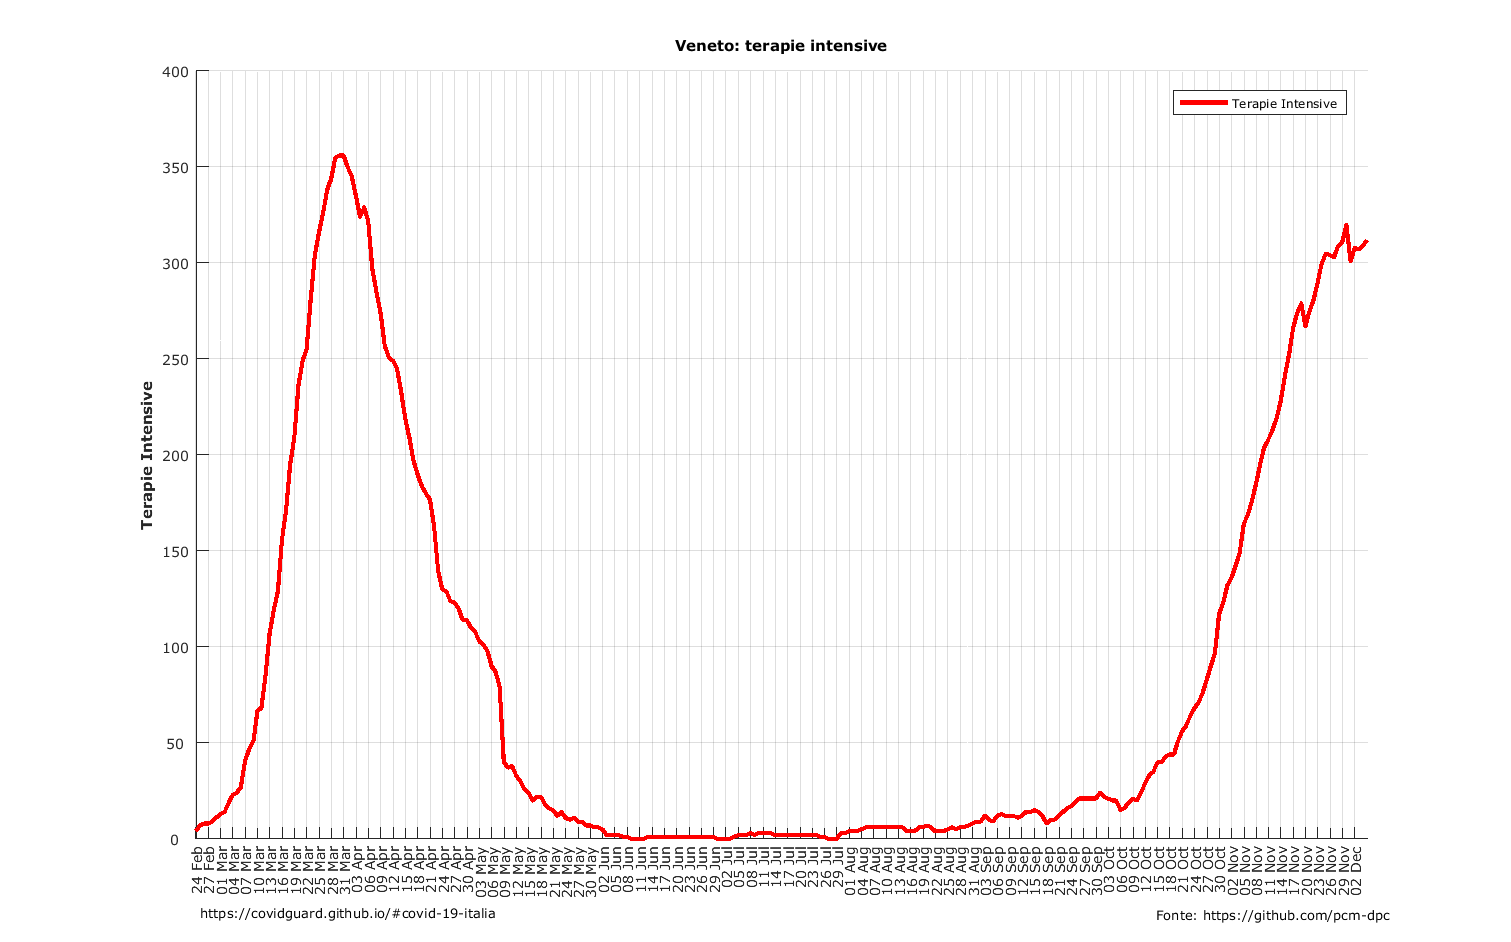 Veneto: terapie intensive
Terapie Intensive
Terapie Intensive
400
350
300
250
200
150
100
50
0
24 Feb
27 Feb
01 Mar
04 Mar
07 Mar
10 Mar
13 Mar
16 Mar
19 Mar
22 Mar
25 Mar
28 Mar
31 Mar
03 Apr
06 Apr
09 Apr
12 Apr
15 Apr
18 Apr
21 Apr
24 Apr
27 Apr
30 Apr
03 May
06 May
09 May
12 May
15 May
18 May
21 May
24 May
27 May
30 May
02 Jun
05 Jun
08 Jun
11 Jun
14 Jun
17 Jun
20 Jun
23 Jun
26 Jun
29 Jun
02 Jul
05 Jul
08 Jul
11 Jul
14 Jul
17 Jul
20 Jul
23 Jul
26 Jul
29 Jul
01 Aug
04 Aug
07 Aug
10 Aug
13 Aug
16 Aug
19 Aug
22 Aug
25 Aug
28 Aug
31 Aug
03 Sep
06 Sep
09 Sep
12 Sep
15 Sep
18 Sep
21 Sep
24 Sep
27 Sep
30 Sep
03 Oct
06 Oct
09 Oct
12 Oct
15 Oct
18 Oct
21 Oct
24 Oct
27 Oct
30 Oct
02 Nov
05 Nov
08 Nov
11 Nov
14 Nov
17 Nov
20 Nov
23 Nov
26 Nov
29 Nov
02 Dec
https://covidguard.github.io/#covid-19-italia
Fonte: https://github.com/pcm-dpc